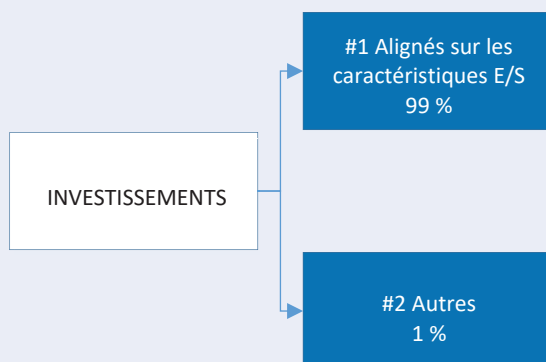 #1 Alignés sur les
caractéristiques E/S
99 %
INVESTISSEMENTS
#2 Autres
1 %